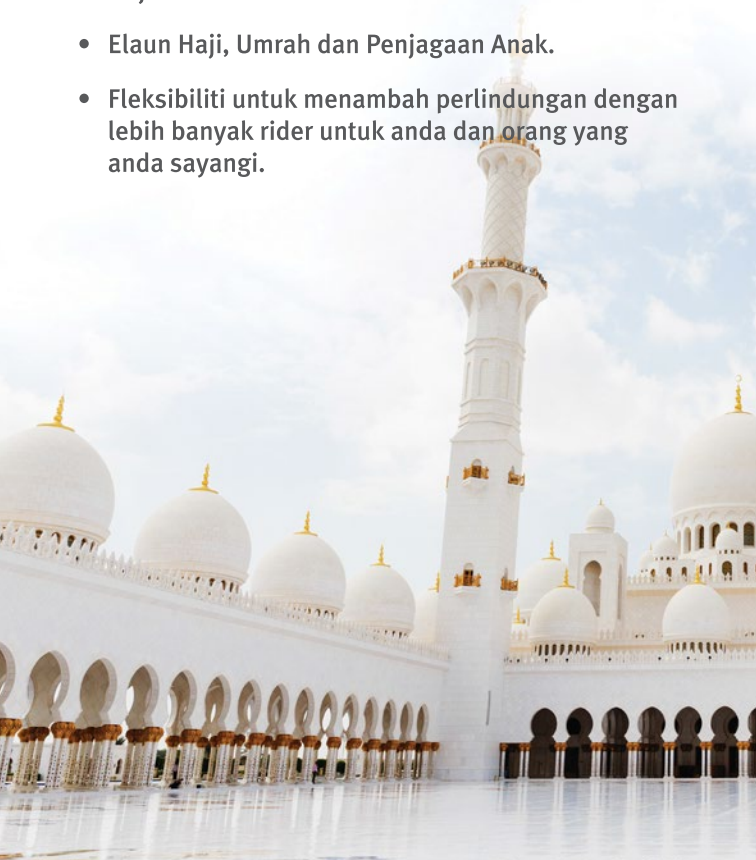 • Elaun Haji, Umrah dan Penjagaan Anak.
• Fleksibiliti untuk menambah perlindungan dengan
lebih banyak rider untuk anda dan orang yang
anda sayangi.